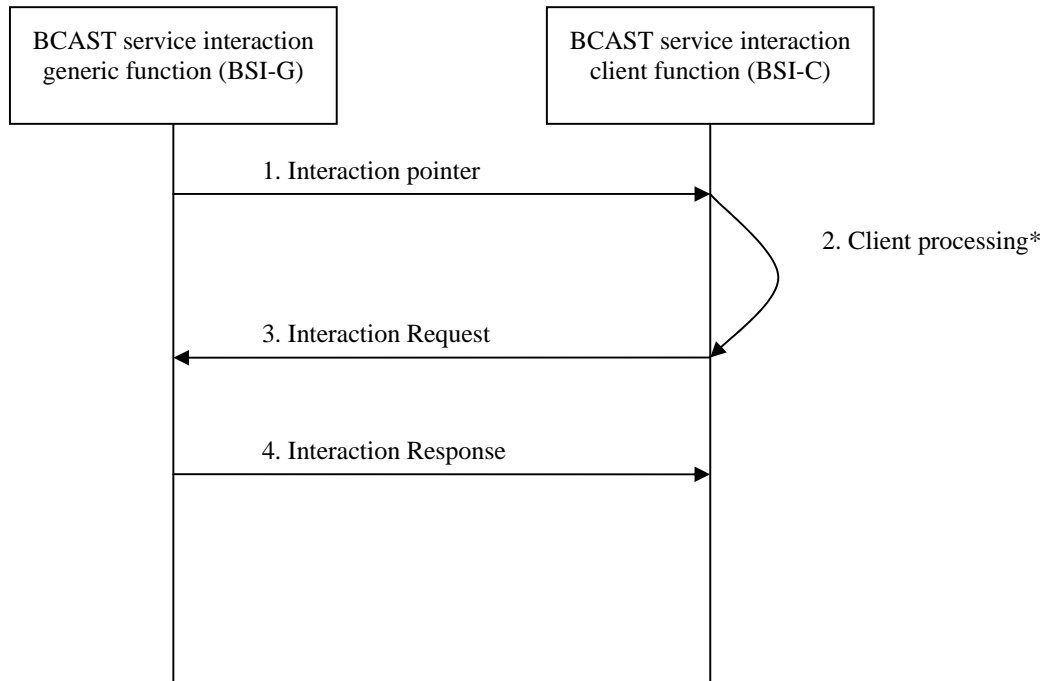 BCAST service interaction
generic function (BSI-G)
BCAST service interaction
client function (BSI-C)
1. Interaction pointer
2. Client processing*
3. Interaction Request
4. Interaction Response